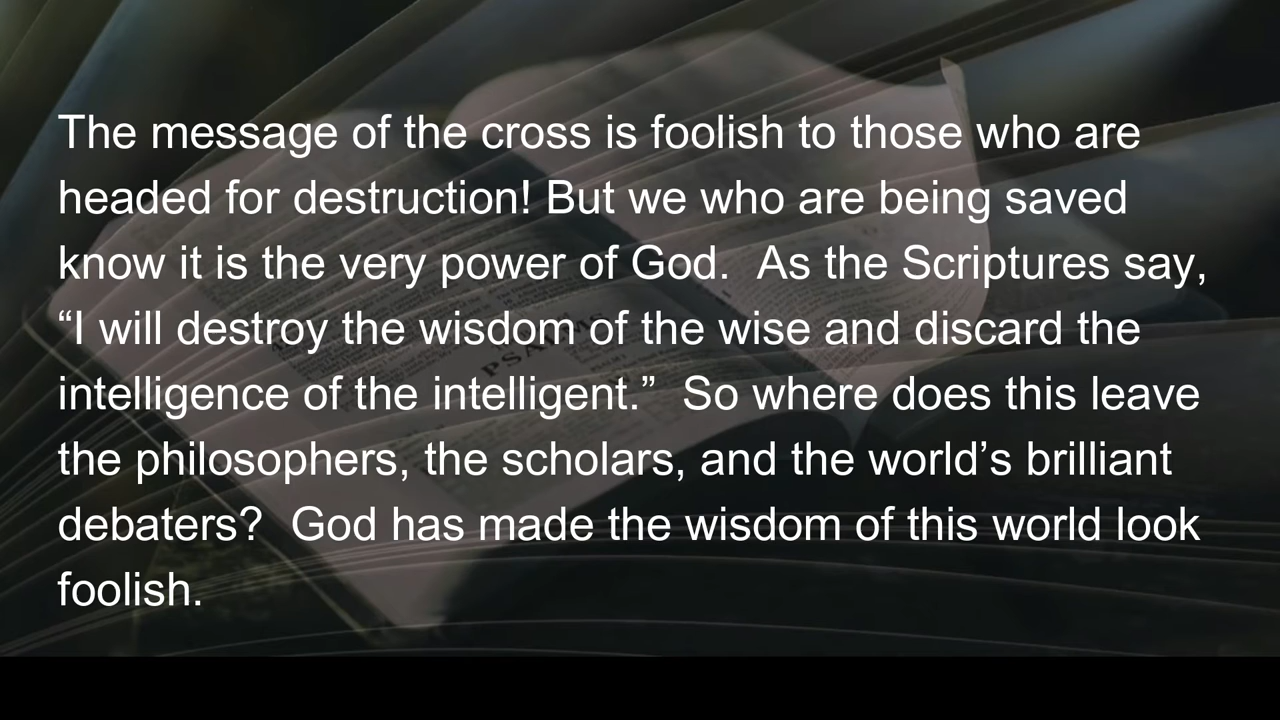 The message of the cross is foolish to those who are
headed for destruction! But we who are being saved
know it is the very power of God.  As the Scriptures say,
“I will destroy the wisdom of the wise and discard the
intelligence of the intelligent.”  So where does this leave
the philosophers, the scholars, and the world’s brilliant
debaters?  God has made the wisdom of this world look
foolish.
PSALMS